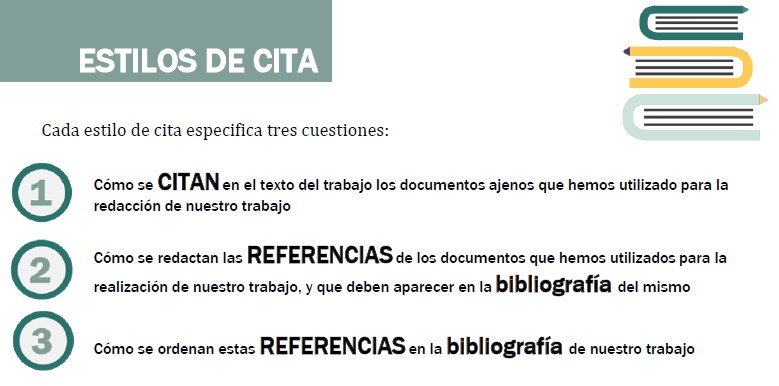 ESTILOS DE CITA
Cada estilo de cita especifica tres cuestiones:
1
Cómo se CITAN en el texto del trabajo los documentos ajenos que hemos utilizado para la
redacción de nuestro trabajo
2
Cómo se redactan las REFERENCIAS de los documentos que hemos utilizados para la
realización de nuestro trabajo, y que deben aparecer en la bibliografía del mismo
3
Cómo se ordenan estas REFERENCIAS en la bibliografía de nuestro trabajo